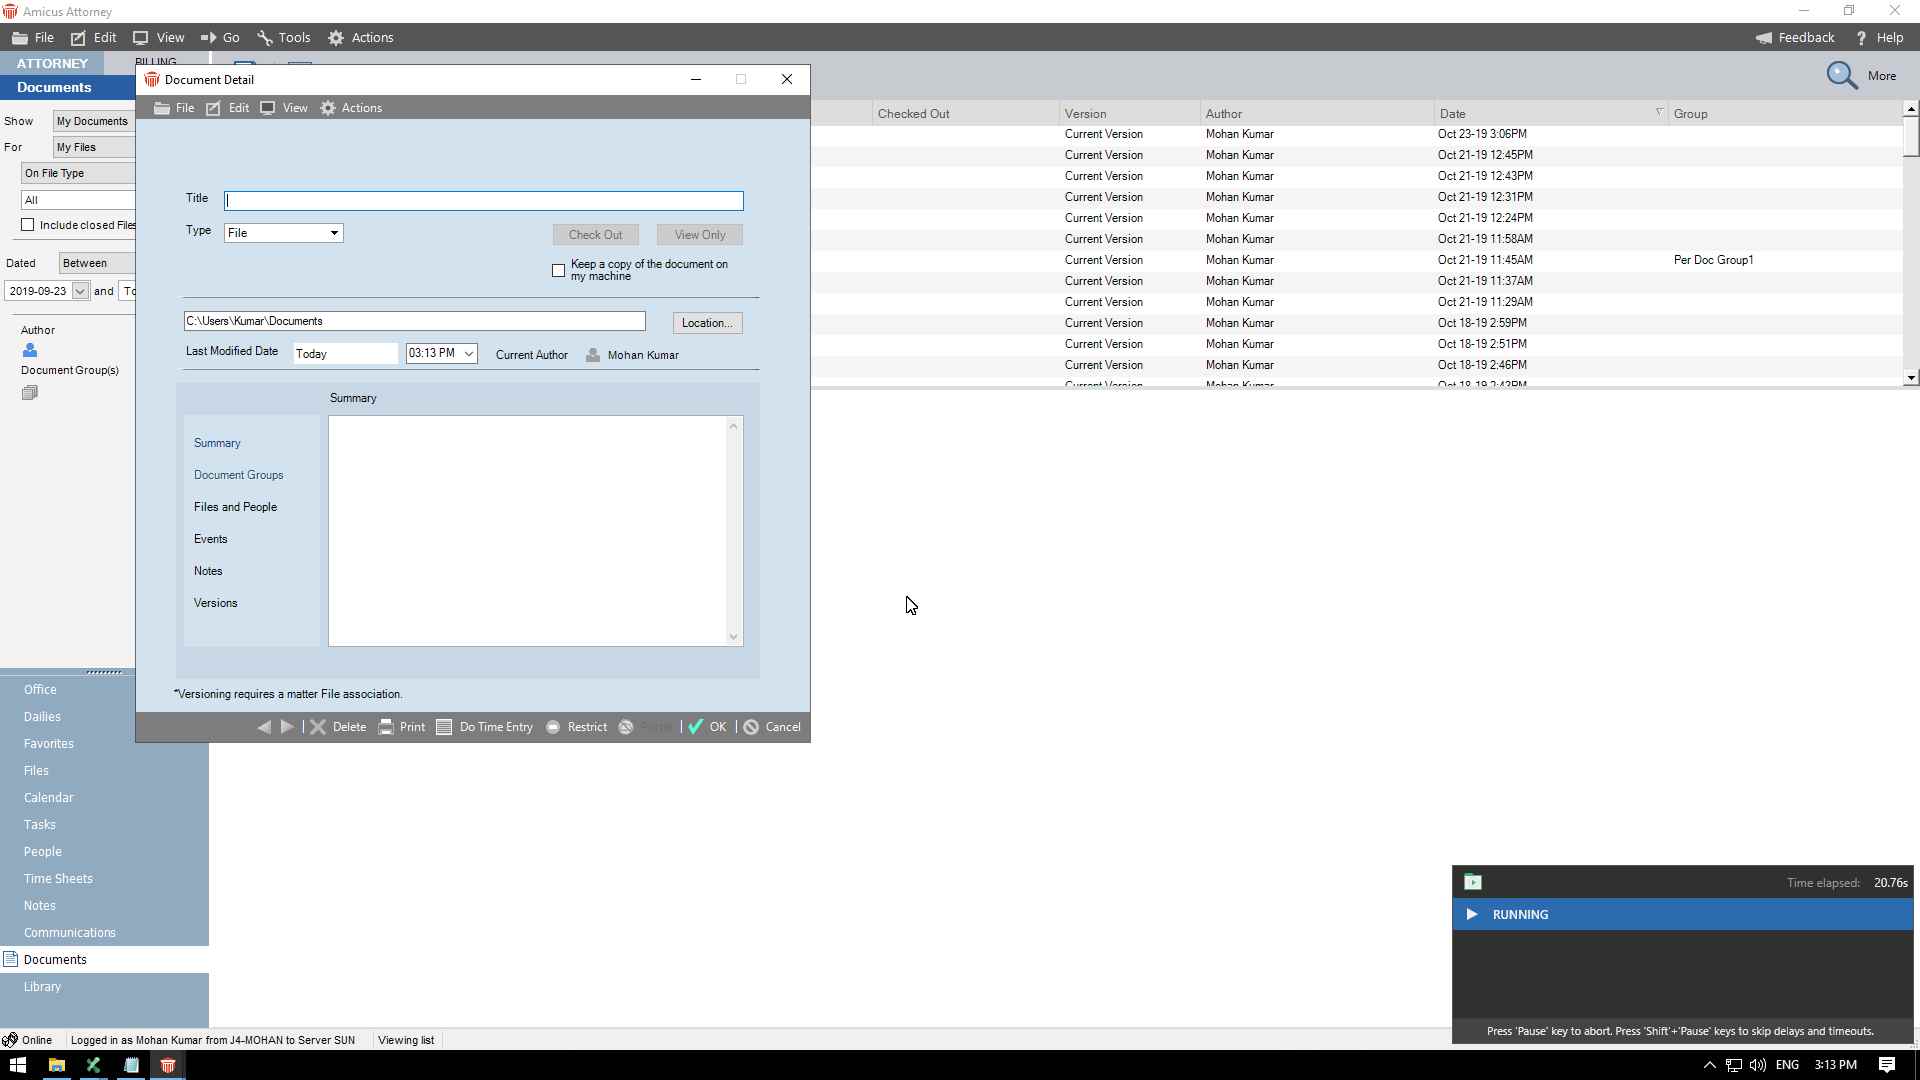 Amicus Attorney
File Edit View Go Tools Actions Feedback Help
ATTORNEY BILLING
Documents
More
Show My Documents
For My Files
On File Type
All
Include closed Files
Dated Between
2019-09-23 and To
Author
Document Group(s)
Document Detail
File Edit View Actions
Title
Type File
Check Out View Only
Keep a copy of the document on
my machine
C:\Users\Kumar\Documents Location...
Last Modified Date Today 03:13 PM Current Author Mohan Kumar
Summary
Summary
Document Groups
Files and People
Events
Notes
Versions
*Versioning requires a matter File association.
Delete Print Do Time Entry Restrict OK Cancel
Checked Out Version Author Date Group
Current Version Mohan Kumar Oct 23-19 3:06PM
Current Version Mohan Kumar Oct 21-19 12:45PM
Current Version Mohan Kumar Oct 21-19 12:43PM
Current Version Mohan Kumar Oct 21-19 12:31PM
Current Version Mohan Kumar Oct 21-19 12:24PM
Current Version Mohan Kumar Oct 21-19 11:58AM
Current Version Mohan Kumar Oct 21-19 11:45AM Per Doc Group1
Current Version Mohan Kumar Oct 21-19 11:37AM
Current Version Mohan Kumar Oct 21-19 11:29AM
Current Version Mohan Kumar Oct 18-19 2:59PM
Current Version Mohan Kumar Oct 18-19 2:51PM
Current Version Mohan Kumar Oct 18-19 2:46PM
Current Version Mohan Kumar Oct 18-19 2:43PM
Office
Dailies
Favorites
Files
Calendar
Tasks
People
Time Sheets
Notes
Communications
Documents
Library
Time elapsed: 20.76s
RUNNING
Press 'Pause' key to abort. Press 'Shift'+'Pause' keys to skip delays and timeouts.
Online Logged in as Mohan Kumar from J4-MOHAN to Server SUN Viewing list
ENG 3:13 PM